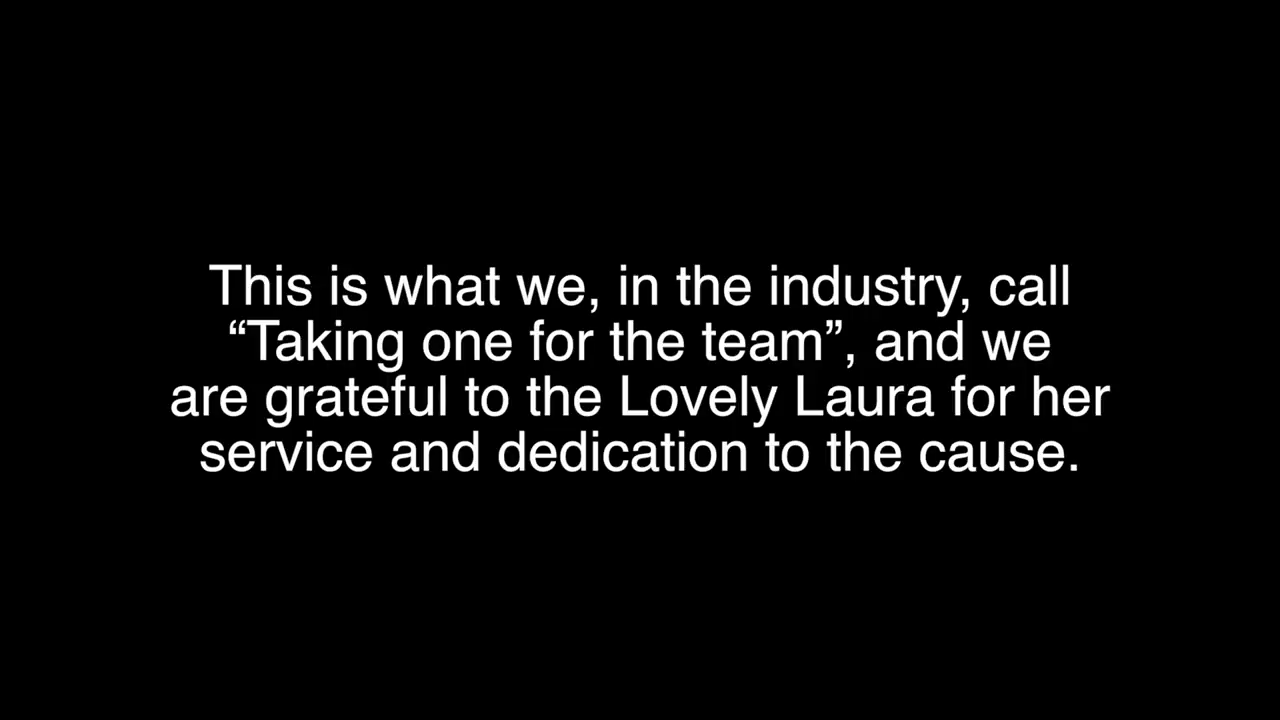 This is what we, in the industry, call
“Taking one for the team”, and we
are grateful to the Lovely Laura for her
service and dedication to the cause.